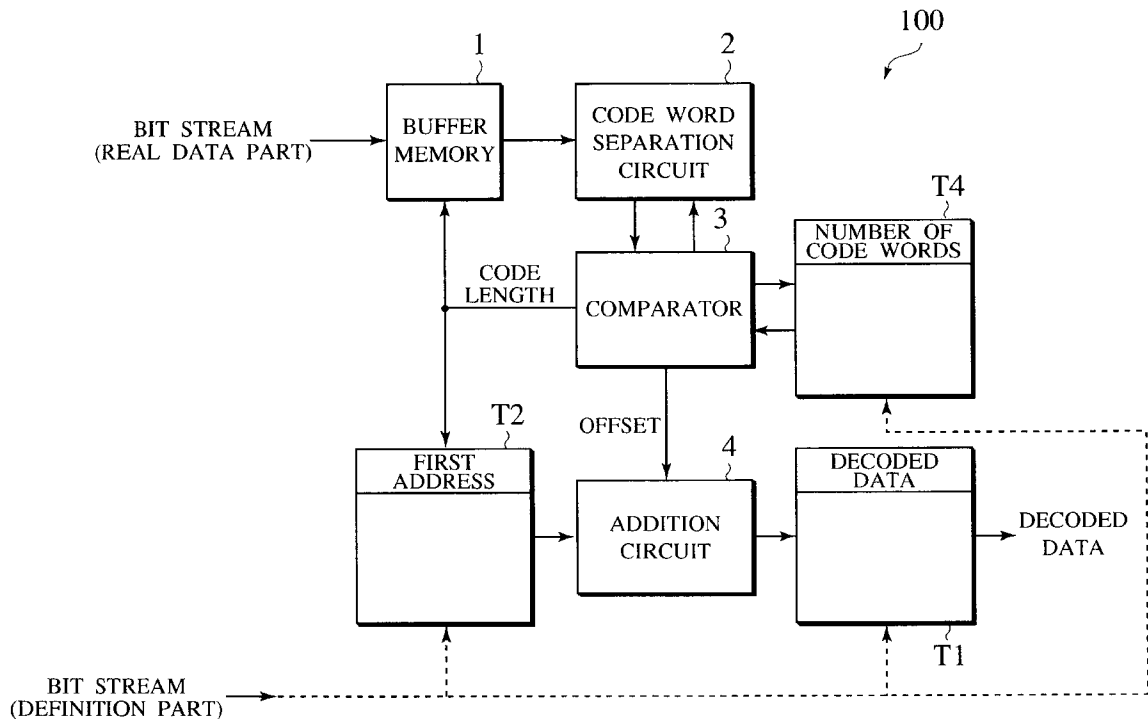 100
1
2
BIT STREAM
(REAL DATA PART)
BUFFER
MEMORY
CODE WORD
SEPARATION
CIRCUIT
T4
NUMBER OF
CODE WORDS
3
CODE
LENGTH
COMPARATOR
T2
OFFSET
4
FIRST
ADDRESS
ADDITION
CIRCUIT
DECODED
DATA
DECODED
DATA
T1
BIT STREAM
(DEFINITION PART)